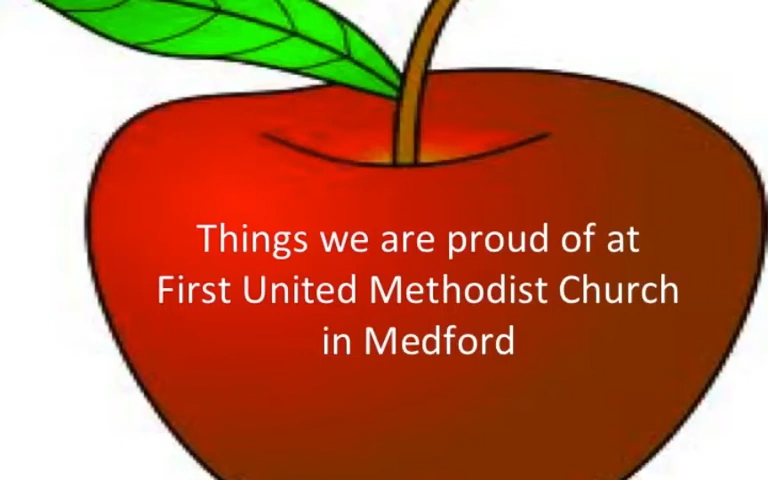 Things we are proud of at
First United Methodist Church
in Medford